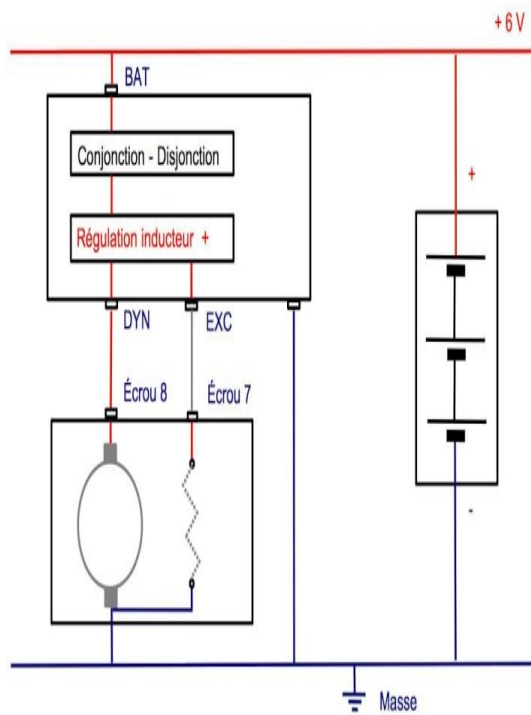 + 6 V
BAT
Conjonction - Disjonction
+
Régulation inducteur +
DYN
EXC
Écrou 8
Écrou 7
-
Masse